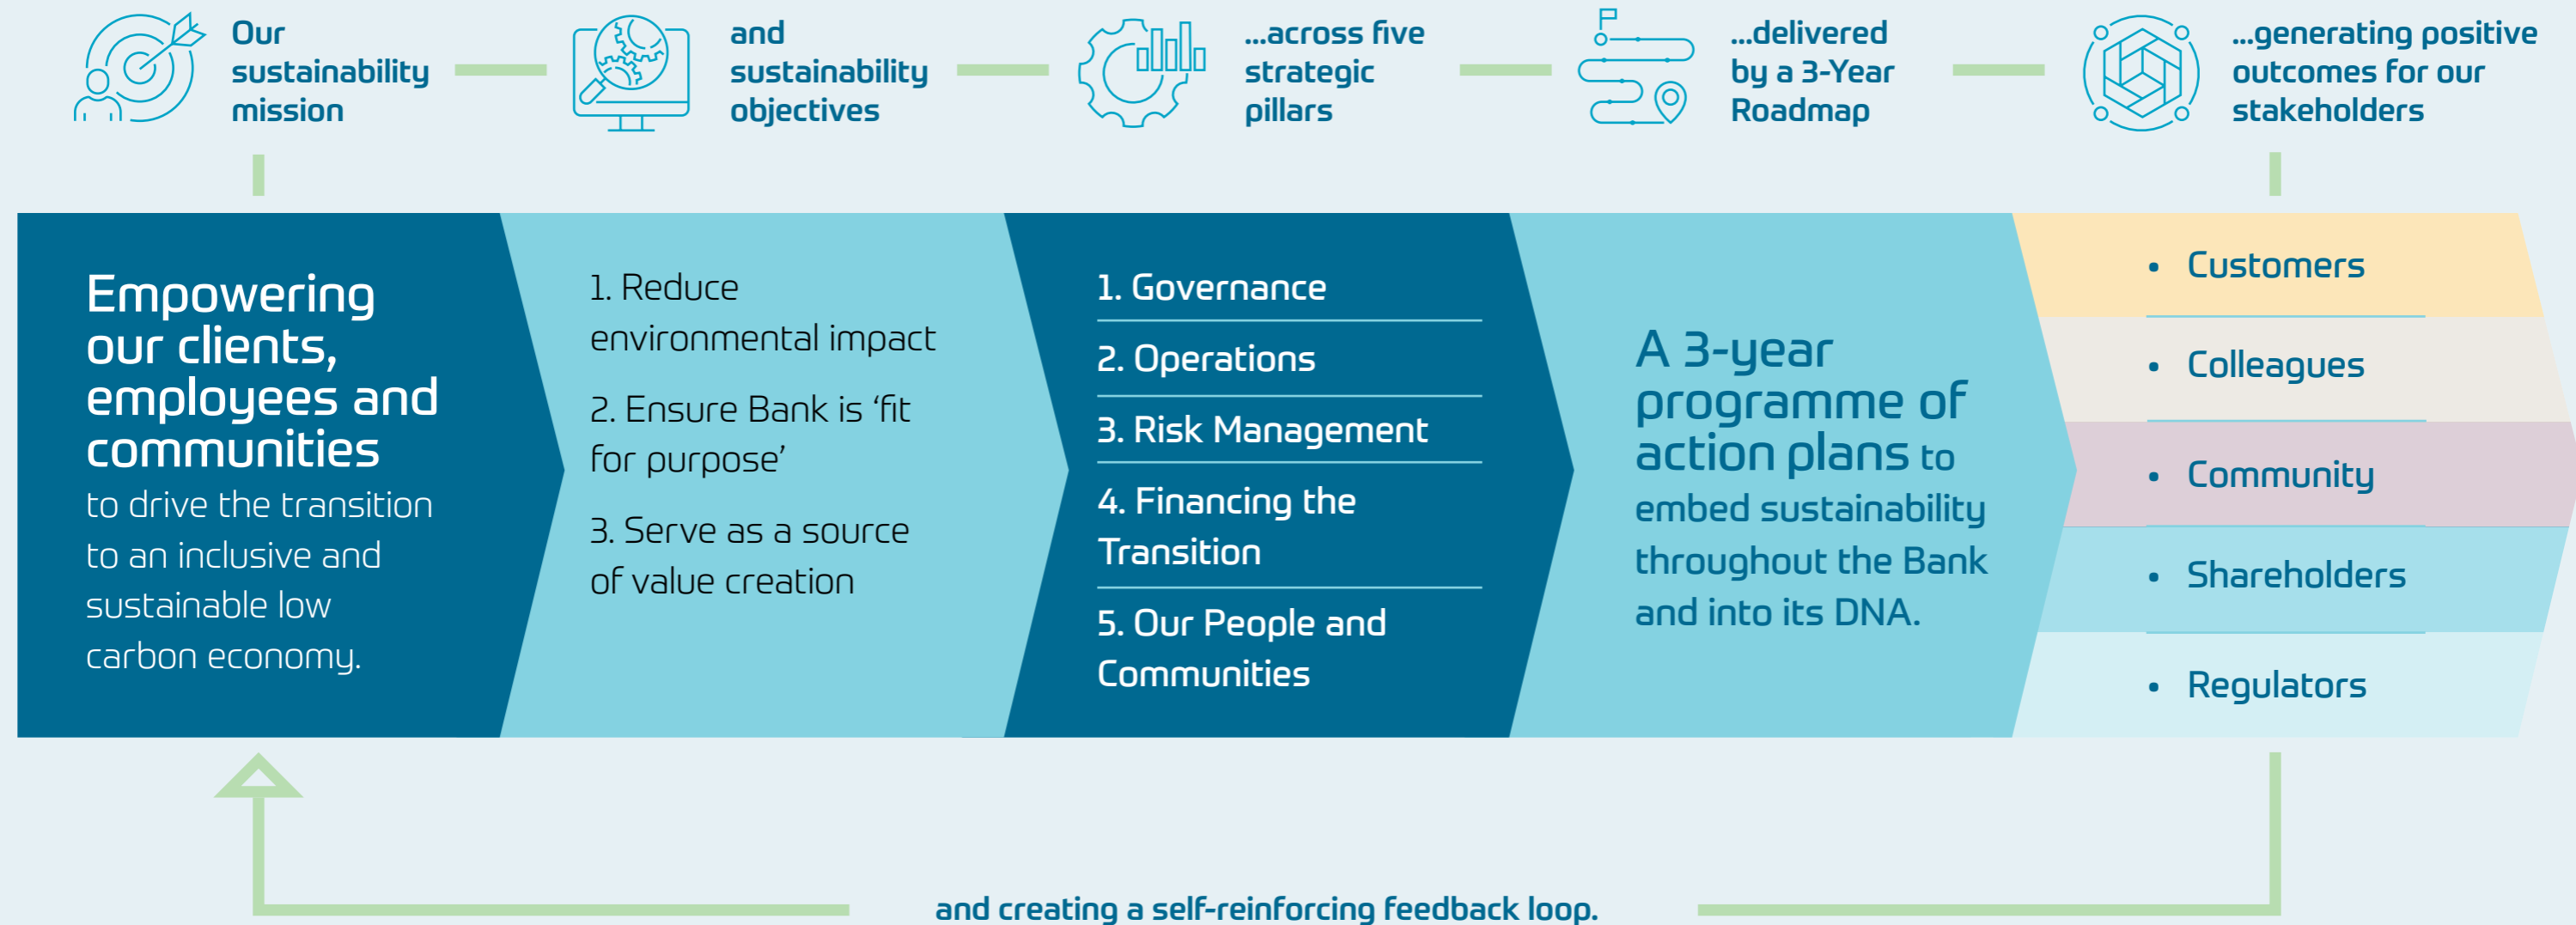 Our
sustainability
mission
and
sustainability
objectives
...across five
strategic
pillars
...delivered
by a 3-Year
Roadmap
...generating positive
outcomes for our
stakeholders
Empowering
our clients,
employees and
communities
to drive the transition
to an inclusive and
sustainable low
carbon economy.
1. Reduce
environmental impact
2. Ensure Bank is ‘fit
for purpose’
3. Serve as a source
of value creation
1. Governance
2. Operations
3. Risk Management
4. Financing the
Transition
5. Our People and
Communities
A 3-year
programme of
action plans to
embed sustainability
throughout the Bank
and into its DNA.
• Customers
• Colleagues
• Community
• Shareholders
• Regulators
and creating a self-reinforcing feedback loop.